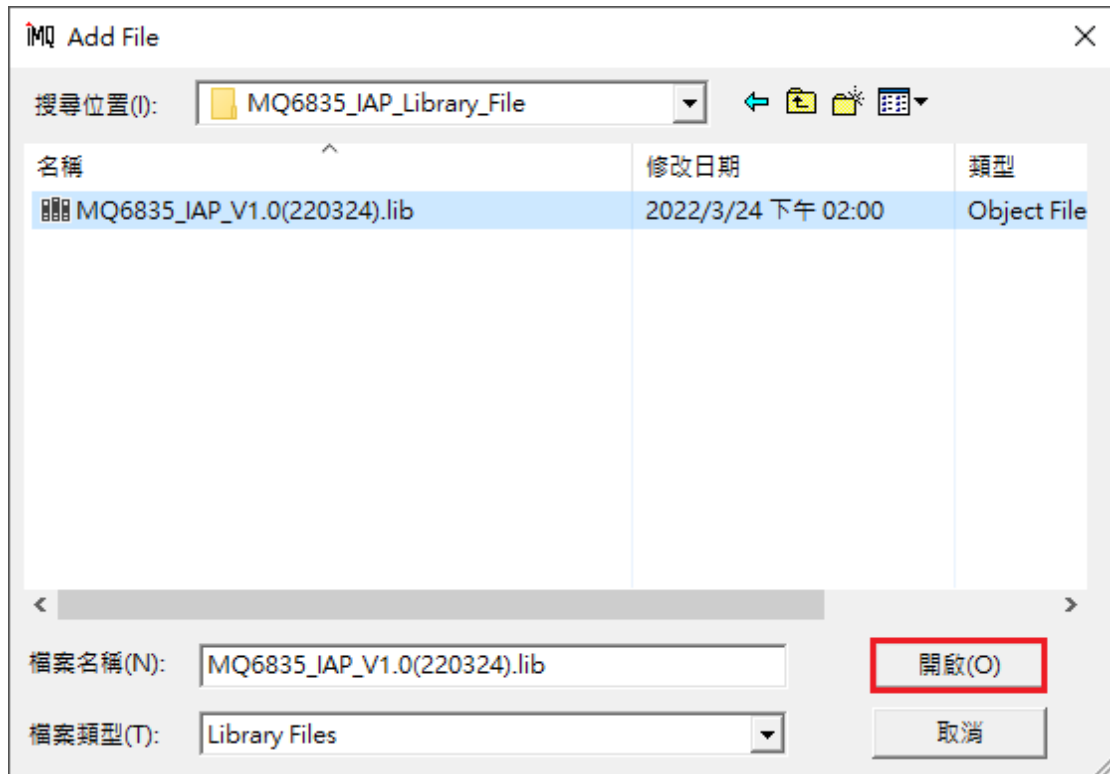 iMQ Add File
搜尋位置(I): MQ6835_IAP_Library_File
名稱 修改日期 類型
MQ6835_IAP_V1.0(220324).lib 2022/3/24 下午 02:00 Object File
檔案名稱(N): MQ6835_IAP_V1.0(220324).lib 開啟(O)
檔案類型(T): Library Files 取消